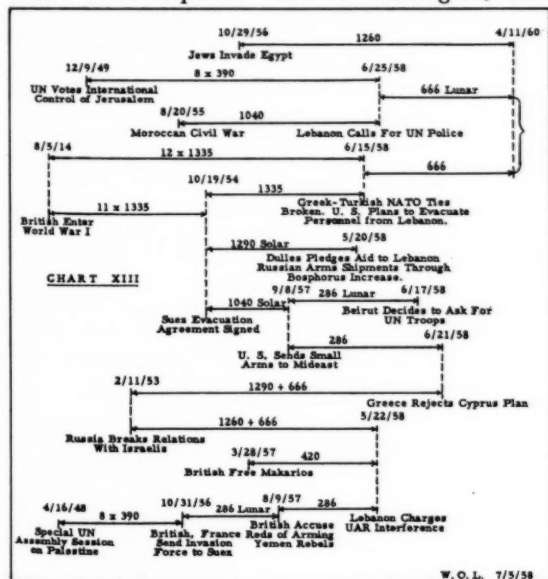 10/29/56
4/11/60
1260
Jews Invade Egypt
12/9/49
8 x 390
6/25/58
UN Votes International
Control of Jerusalem
666 Lunar
8/20/55
1040
Moroccan Civil War
Lebanon Calls For UN Police
8/5/14
12 x 1335
6/15/58
666
10/19/54
1335
11 x 1335
Greek-Turkish NATO Ties
Broken. U. S. Plans to Evacuate
Personnel from Lebanon.
British Enter
World War I
1290 Solar
5/20/58
Dulles Pledges Aid to Lebanon
Russian Arms Shipments Through
Bosphorus Increase.
CHART XIII
9/8/57
286 Lunar
6/17/58
1040 Solar
Beirut Decides to Ask For
UN Troops
Suez Evacuation
Agreement Signed
286
6/21/58
U. S. Sends Small
Arms to Mideast
2/11/53
1290 + 666
Greece Rejects Cyprus Plan
1260 + 666
5/22/58
Russia Breaks Relations
With Israelis
3/28/57
420
British Free Makarios
4/16/48
8 x 390
10/31/56
286 Lunar
8/9/57
286
Special UN
Assembly Session
on Palestine
British, France
Send Invasion
Force to Suez
British Accuse
Reds of Arming
Yemen Rebels
Lebanon Charges
UAR Interference
W. O. L. 7/5/58